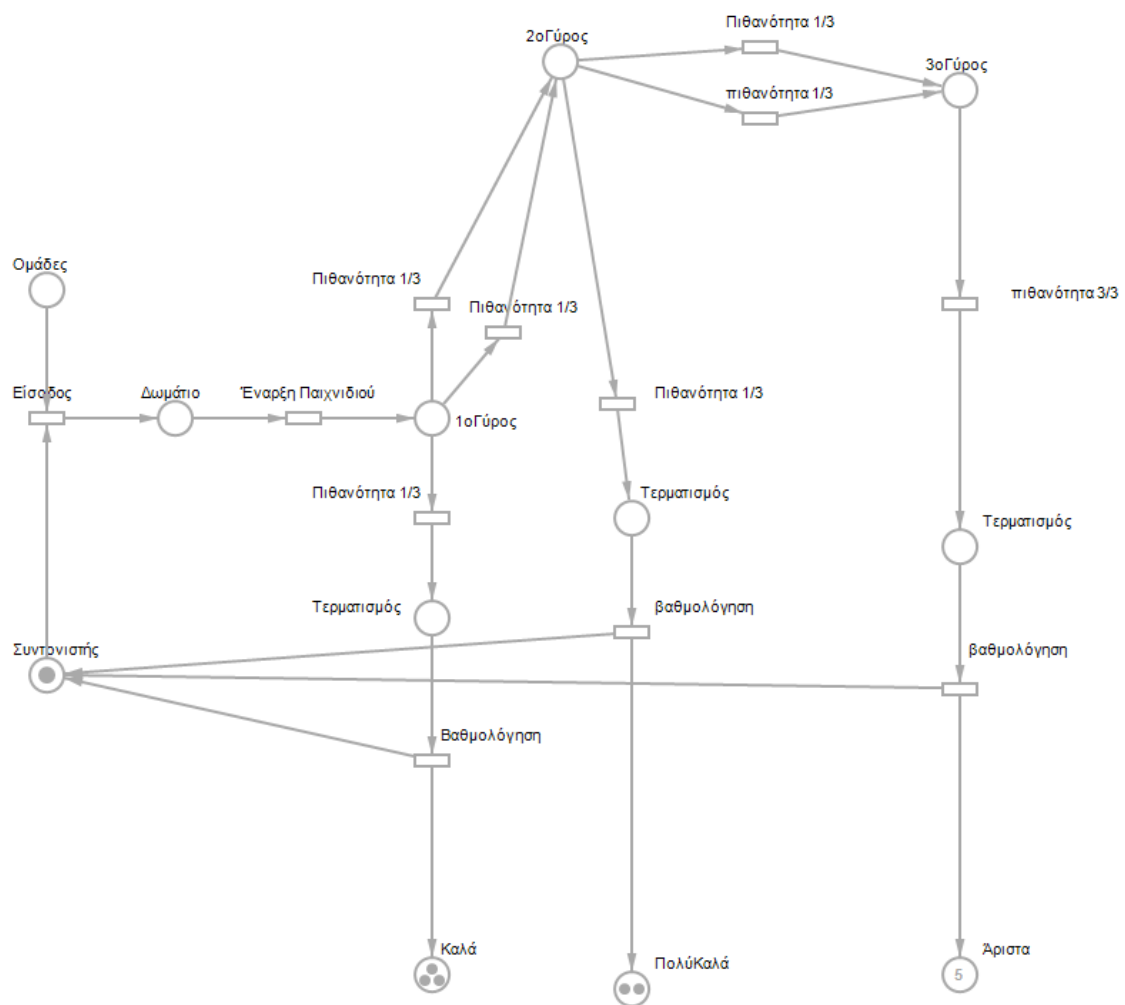 2οΓύρος
Πιθανότητα 1/3
3οΓύρος
πιθανότητα 1/3
Ομάδες
Πιθανότητα 1/3
πιθανότητα 3/3
Πιθανότητα 1/3
Είσοδος
Δωμάτιο
Έναρξη Παιχνιδιού
Πιθανότητα 1/3
1οΓύρος
Πιθανότητα 1/3
Τερματισμός
Τερματισμός
Τερματισμός
βαθμολόγηση
Συντονιστής
βαθμολόγηση
Βαθμολόγηση
Καλά
ΠολύΚαλά
Άριστα
5